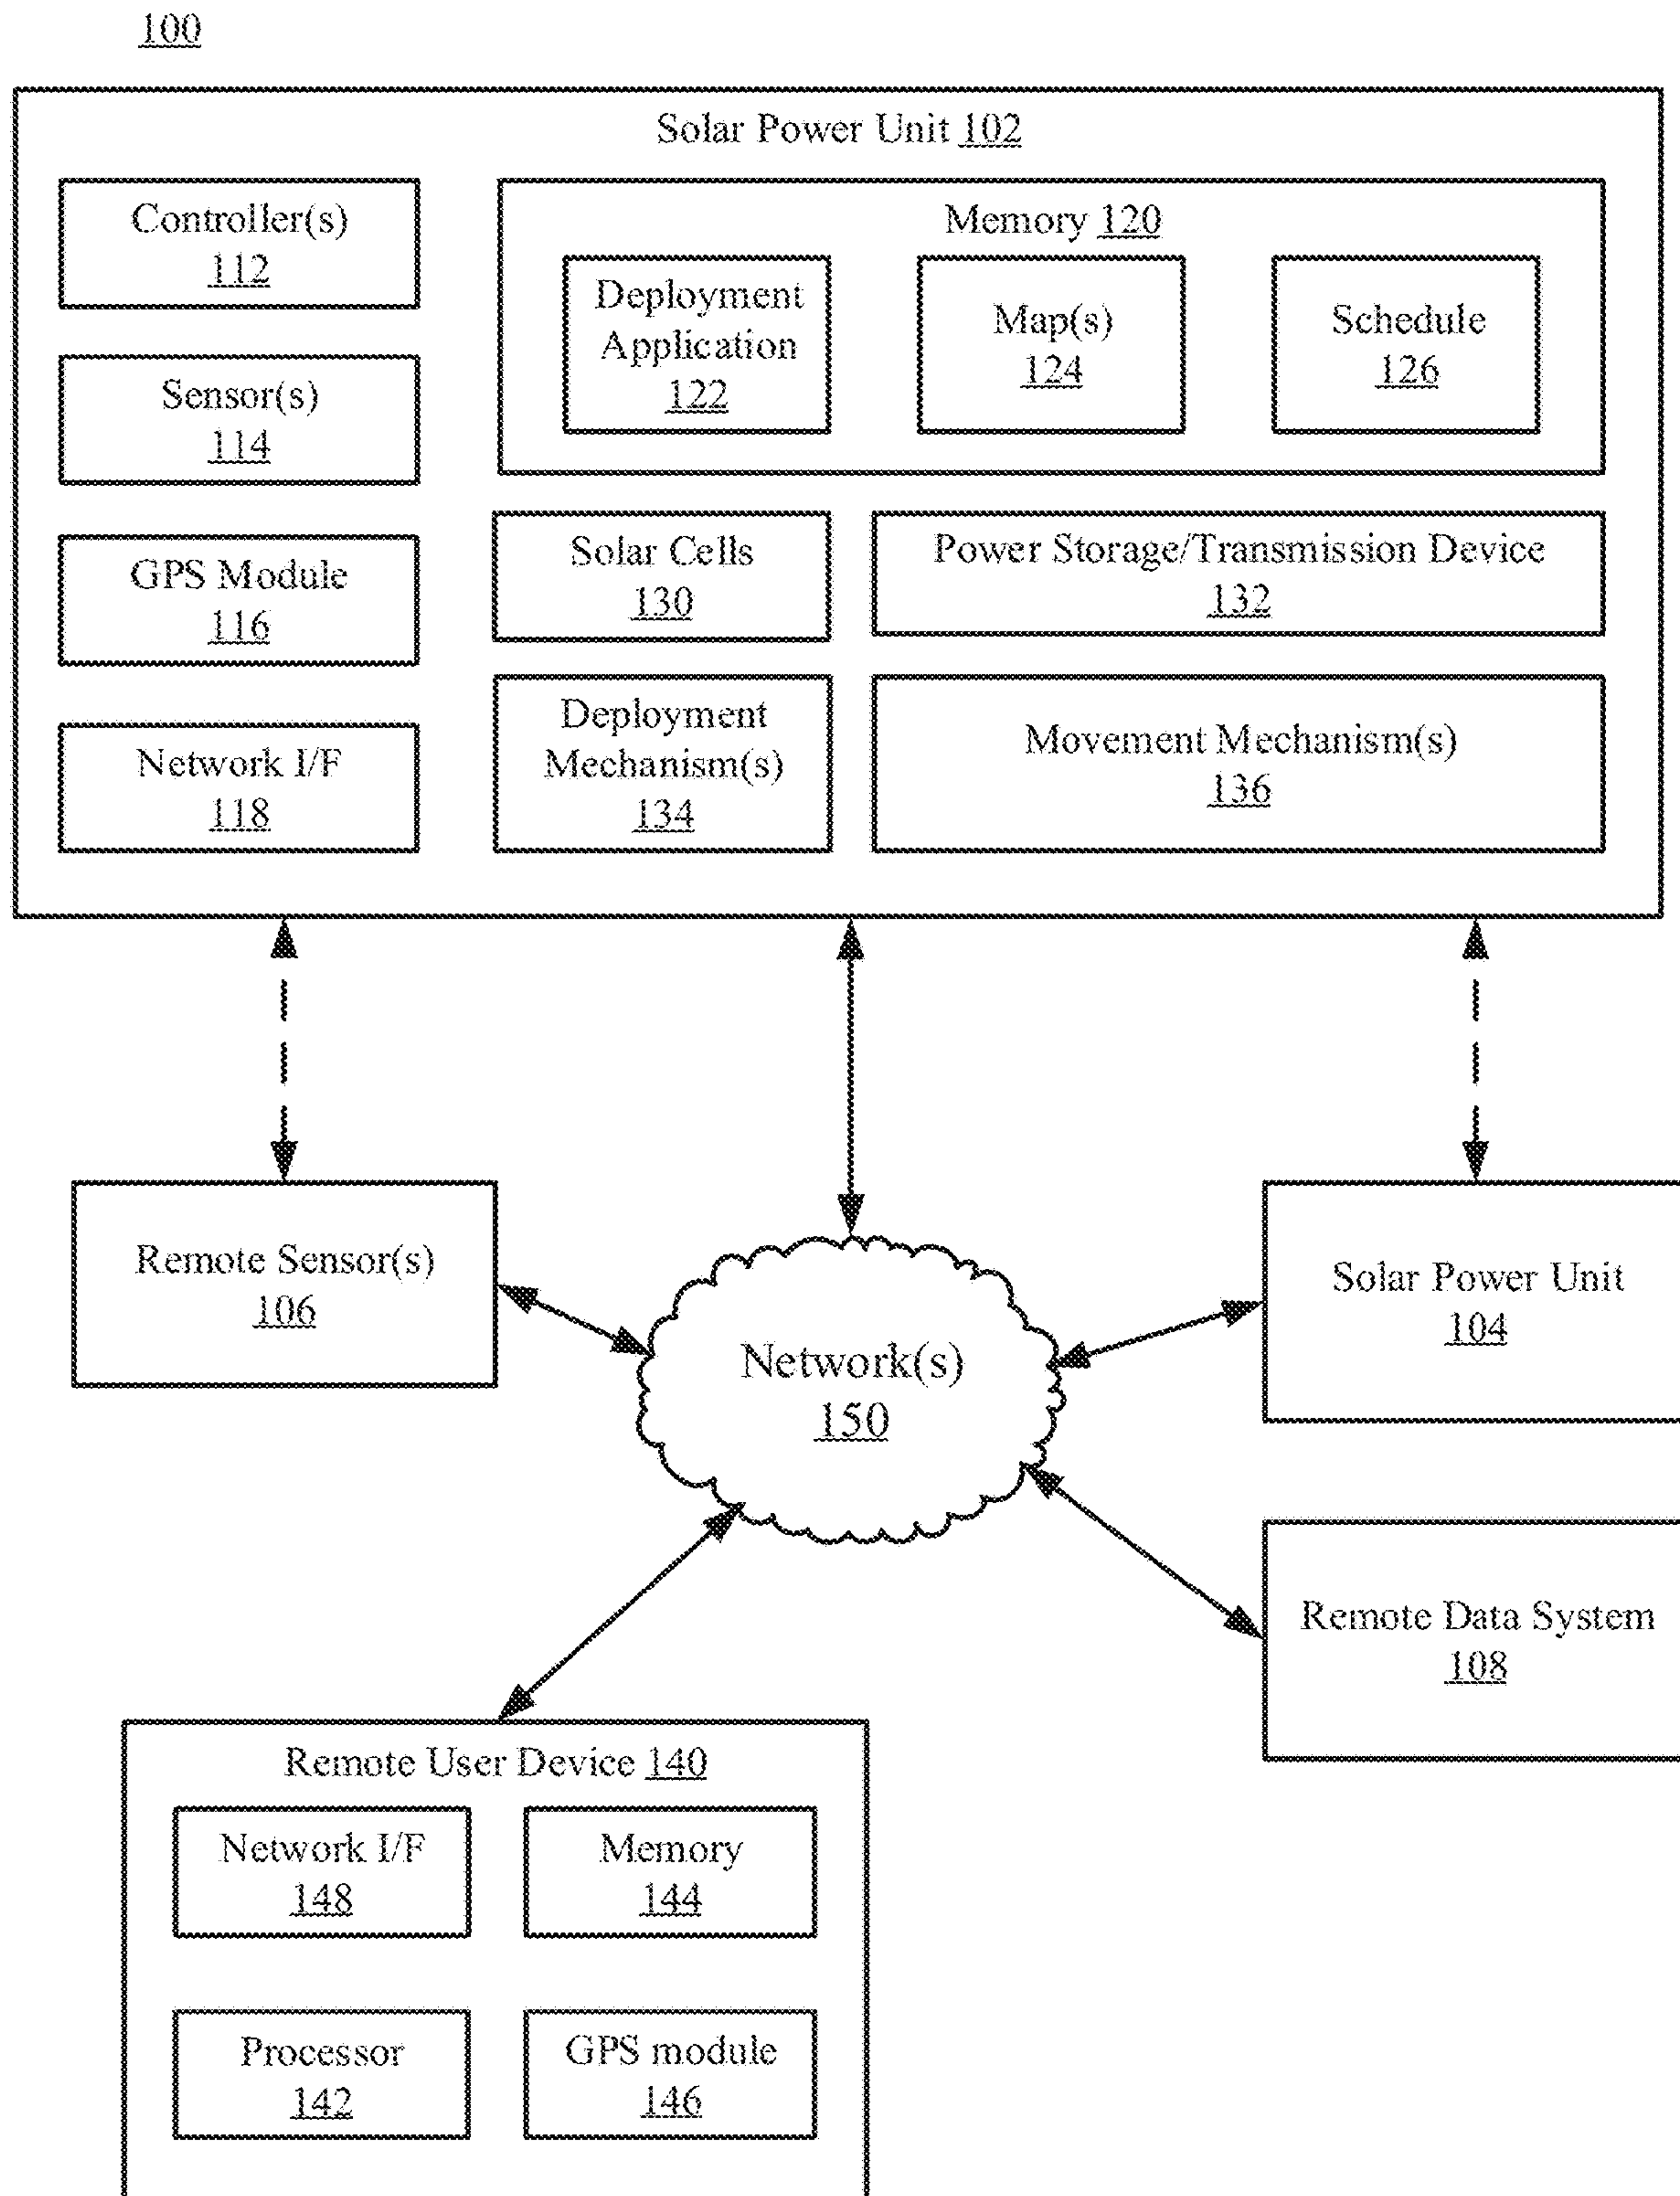 100
Solar Power Unit 102
Controller(s)
112
Sensor(s)
114
GPS Module
116
Network I/F
118
Memory 120
Deployment
Application
122
Map(s)
124
Schedule
126
Solar Cells
130
Power Storage/Transmission Device
132
Deployment
Mechanism(s)
134
Movement Mechanism(s)
136
Remote Sensor(s)
106
Network(s)
150
Solar Power Unit
104
Remote Data System
108
Remote User Device 140
Network I/F
148
Memory
144
Processor
142
GPS module
146